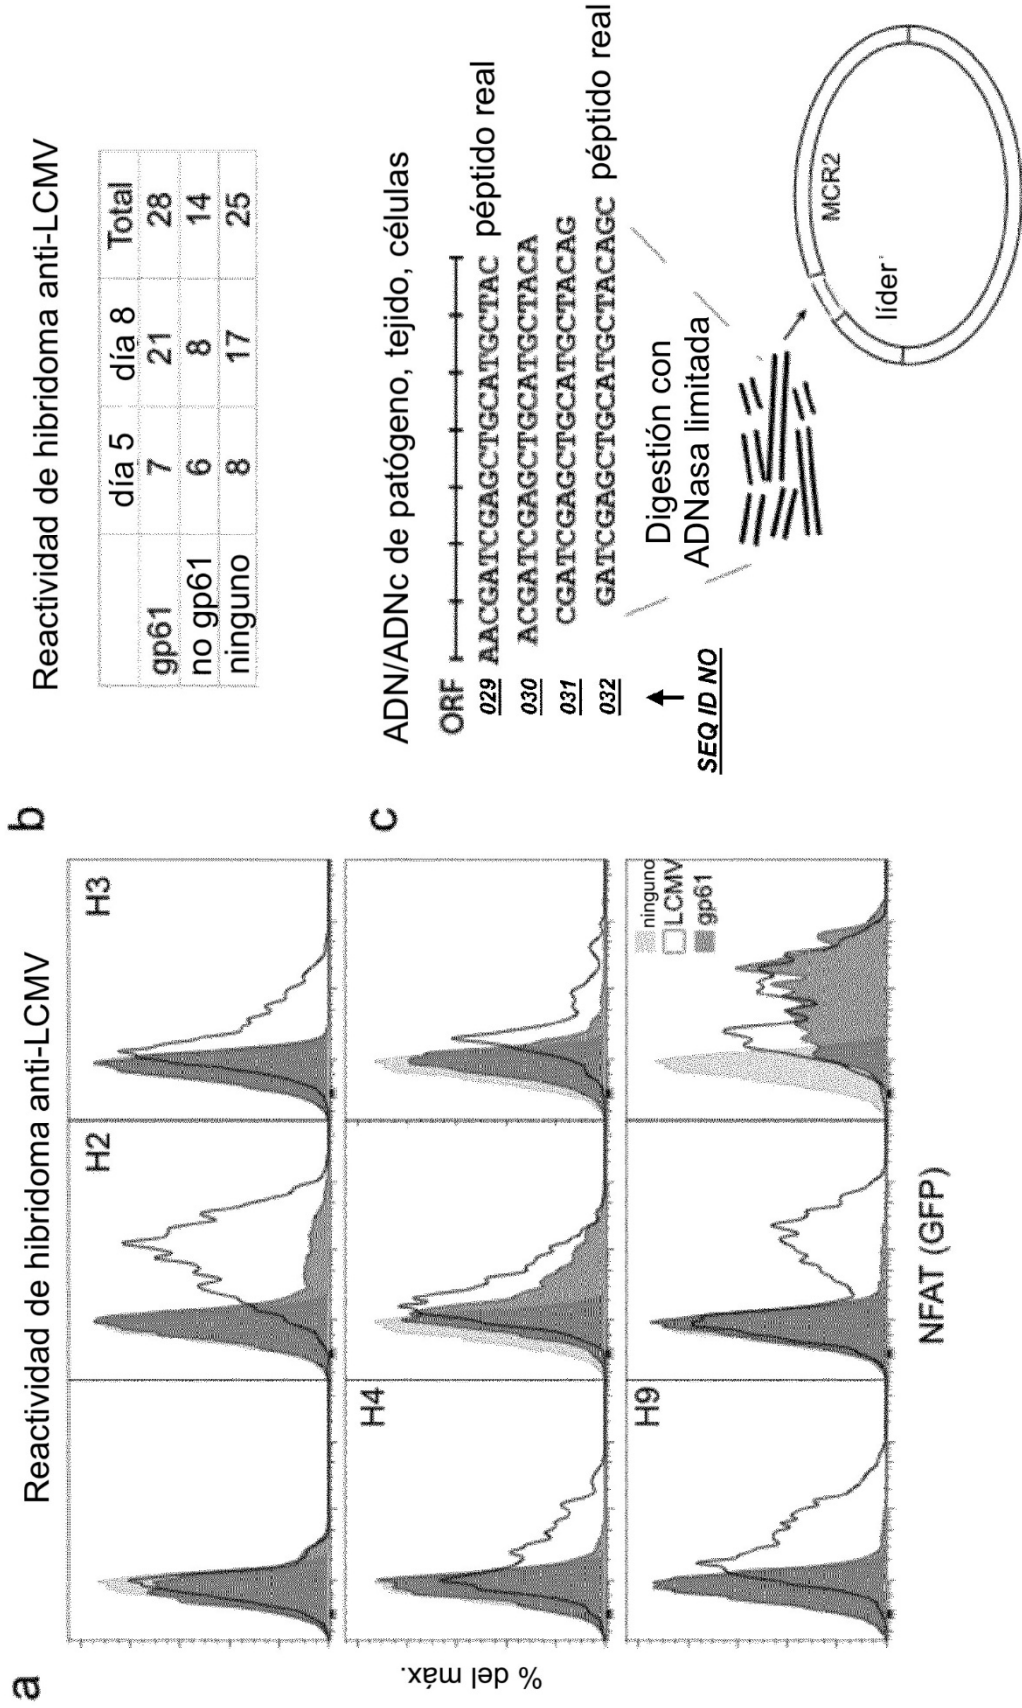 a
Reactividad de hibridoma anti-LCMV
H2
H3
H4
H9
ninguno
LCMV
gp61
% del máx.
NFAT (GFP)
b
Reactividad de hibridoma anti-LCMV
día 5 día 8 Total
gp61 7 21 28
no gp61 6 8 14
ninguno 8 17 25
c
ADN/ADNc de patógeno, tejido, células
ORF
029 AACGATCGAGCTGCATGCTAC péptido real
030 ACGATCGAGCTGCATGCTACA
031 CGATCGAGCTGCATGCTACAG
032 GATCGAGCTGCATGCTACAGC péptido real
SEQ ID NO
Digestión con
ADNasa limitada
líder
MCR2